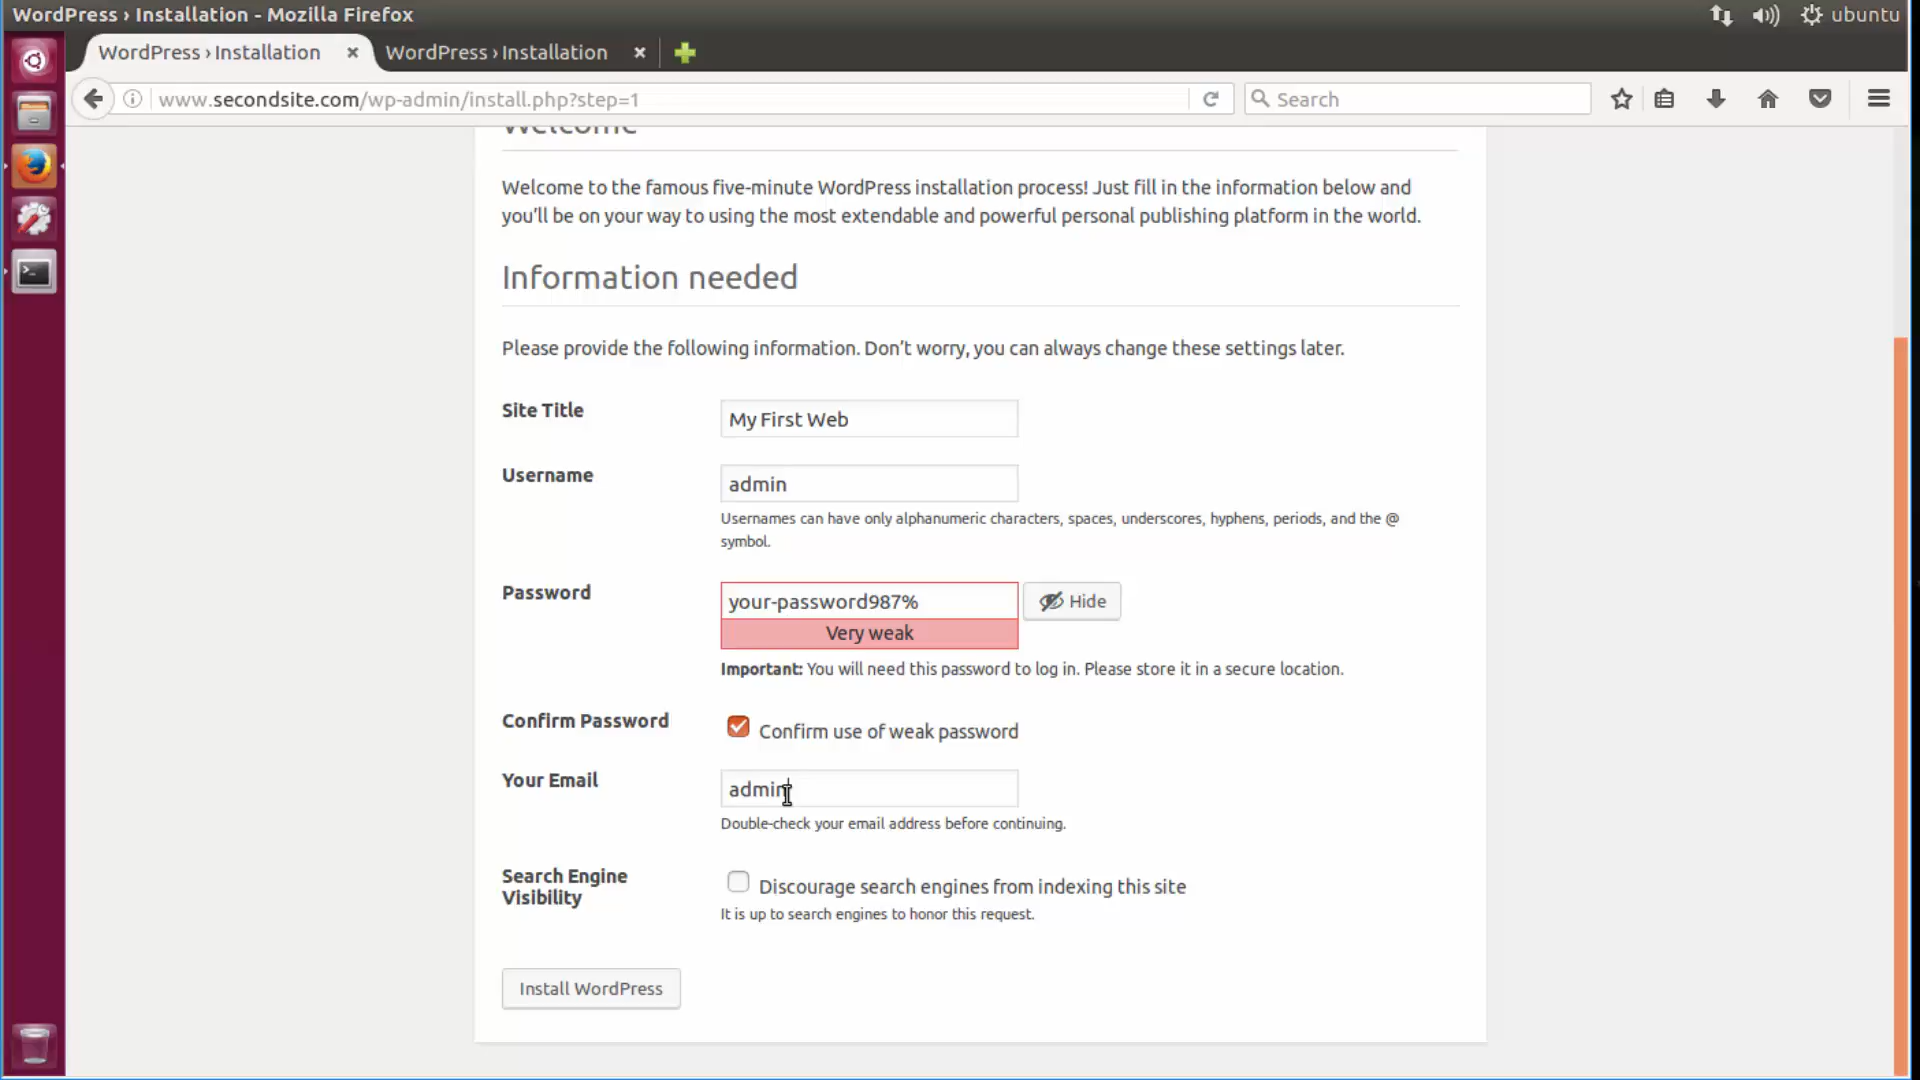 WordPress › Installation - Mozilla Firefox
ubuntu
WordPress › Installation
WordPress › Installation
www.secondsite.com/wp-admin/install.php?step=1
Search
Welcome
Welcome to the famous five-minute WordPress installation process! Just fill in the information below and
you’ll be on your way to using the most extendable and powerful personal publishing platform in the world.
Information needed
Please provide the following information. Don’t worry, you can always change these settings later.
Site Title
My First Web
Username
admin
Usernames can have only alphanumeric characters, spaces, underscores, hyphens, periods, and the @
symbol.
Password
your-password987%
Hide
Very weak
Important: You will need this password to log in. Please store it in a secure location.
Confirm Password
Confirm use of weak password
Your Email
admin
Double-check your email address before continuing.
Search Engine
Visibility
Discourage search engines from indexing this site
It is up to search engines to honor this request.
Install WordPress